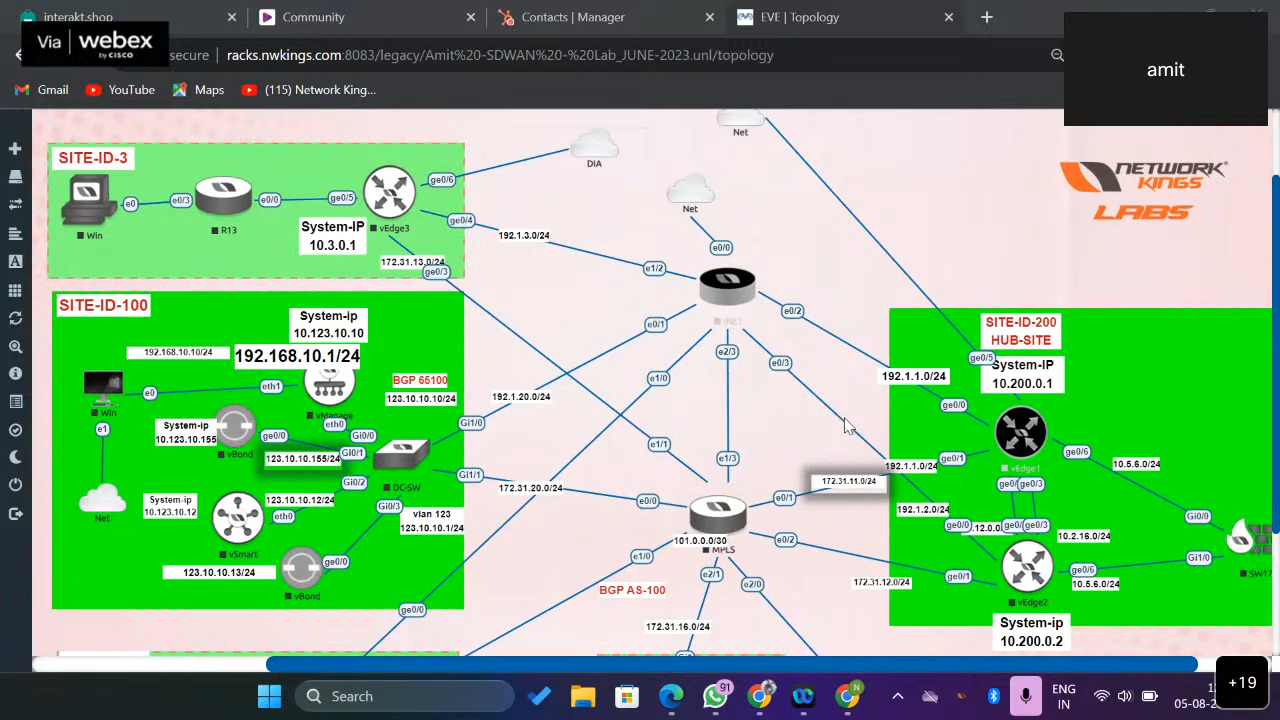 interakt.shop
Community
Contacts | Manager
EVE | Topology
Via | webex
by CISCO
secure
racks.nwkings.com:8083/legacy/Amit%20-SDWAN%20-%20Lab_JUNE-2023.unl/topology
Gmail
YouTube
Maps
(115) Network King...
amit
NETWORK
KINGS
LABS
SITE-ID-3
Win
e0
e0/3
R13
e0/0
ge0/5
System-IP
10.3.0.1
vEdge3
ge0/6
ge0/4
172.31.13.0/24
ge0/3
DIA
Net
Net
e0/0
192.1.3.0/24
e1/2
INET
e0/2
e0/1
e2/3
e0/3
e1/0
SITE-ID-100
System-ip
10.123.10.10
192.168.10.10/24
192.168.10.1/24
BGP 65100
123.10.10.10/24
Win
e0
eth1
vManage
eth0
e1
System-ip
10.123.10.155
vBond
ge0/0
Gi0/0
Gi0/1
123.10.10.155/24
DC-SW
Gi0/2
Net
System-ip
10.123.10.12
123.10.10.12/24
eth0
vSmart
Gi0/3
vlan 123
123.10.10.1/24
123.10.10.13/24
ge0/0
vBond
Gi1/0
192.1.20.0/24
Gi1/1
172.31.20.0/24
e1/1
e1/3
e0/0
e0/1
172.31.11.0/24
101.0.0.0/30
MPLS
e0/2
e1/0
e2/1
e2/0
BGP AS-100
172.31.16.0/24
Gi1
ge0/0
172.31.12.0/24
SITE-ID-200
HUB-SITE
ge0/5
System-IP
10.200.0.1
192.1.1.0/24
ge0/0
192.1.1.0/24
ge0/1
vEdge1
ge0/6
10.5.6.0/24
ge0/3
192.1.2.0/24
ge0/0
.12.0.0
ge0/3
10.2.16.0/24
ge0/1
ge0/6
10.5.6.0/24
vEdge2
System-ip
10.200.0.2
Gi0/0
Gi1/0
SW17
Search
91
ENG
IN
05-08-2
+19